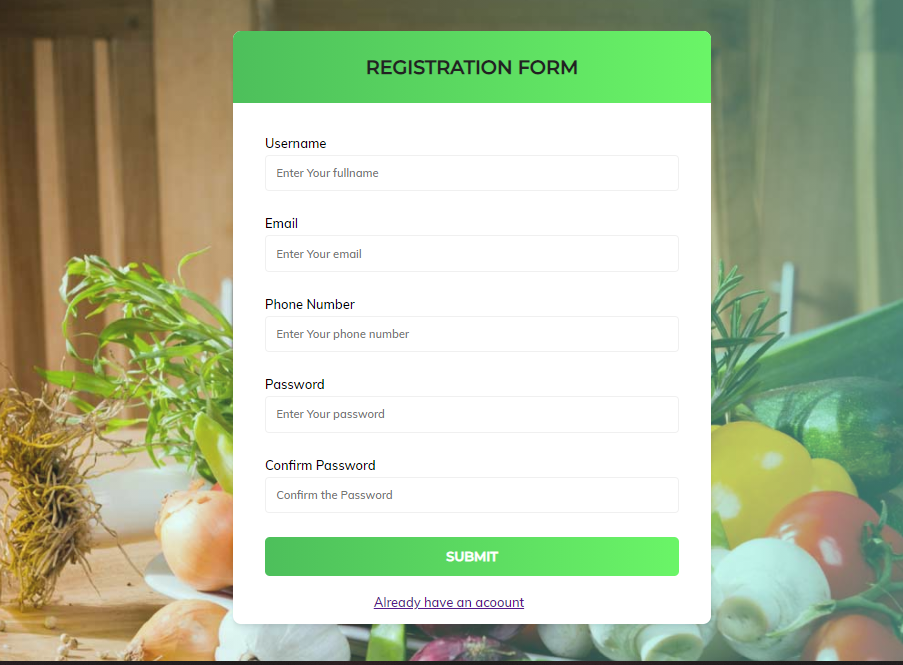 REGISTRATION FORM
Username
Enter Your fullname
Email
Enter Your email
Phone Number
Enter Your phone number
Password
Enter Your password
Confirm Password
Confirm the Password
SUBMIT
Already have an acoount